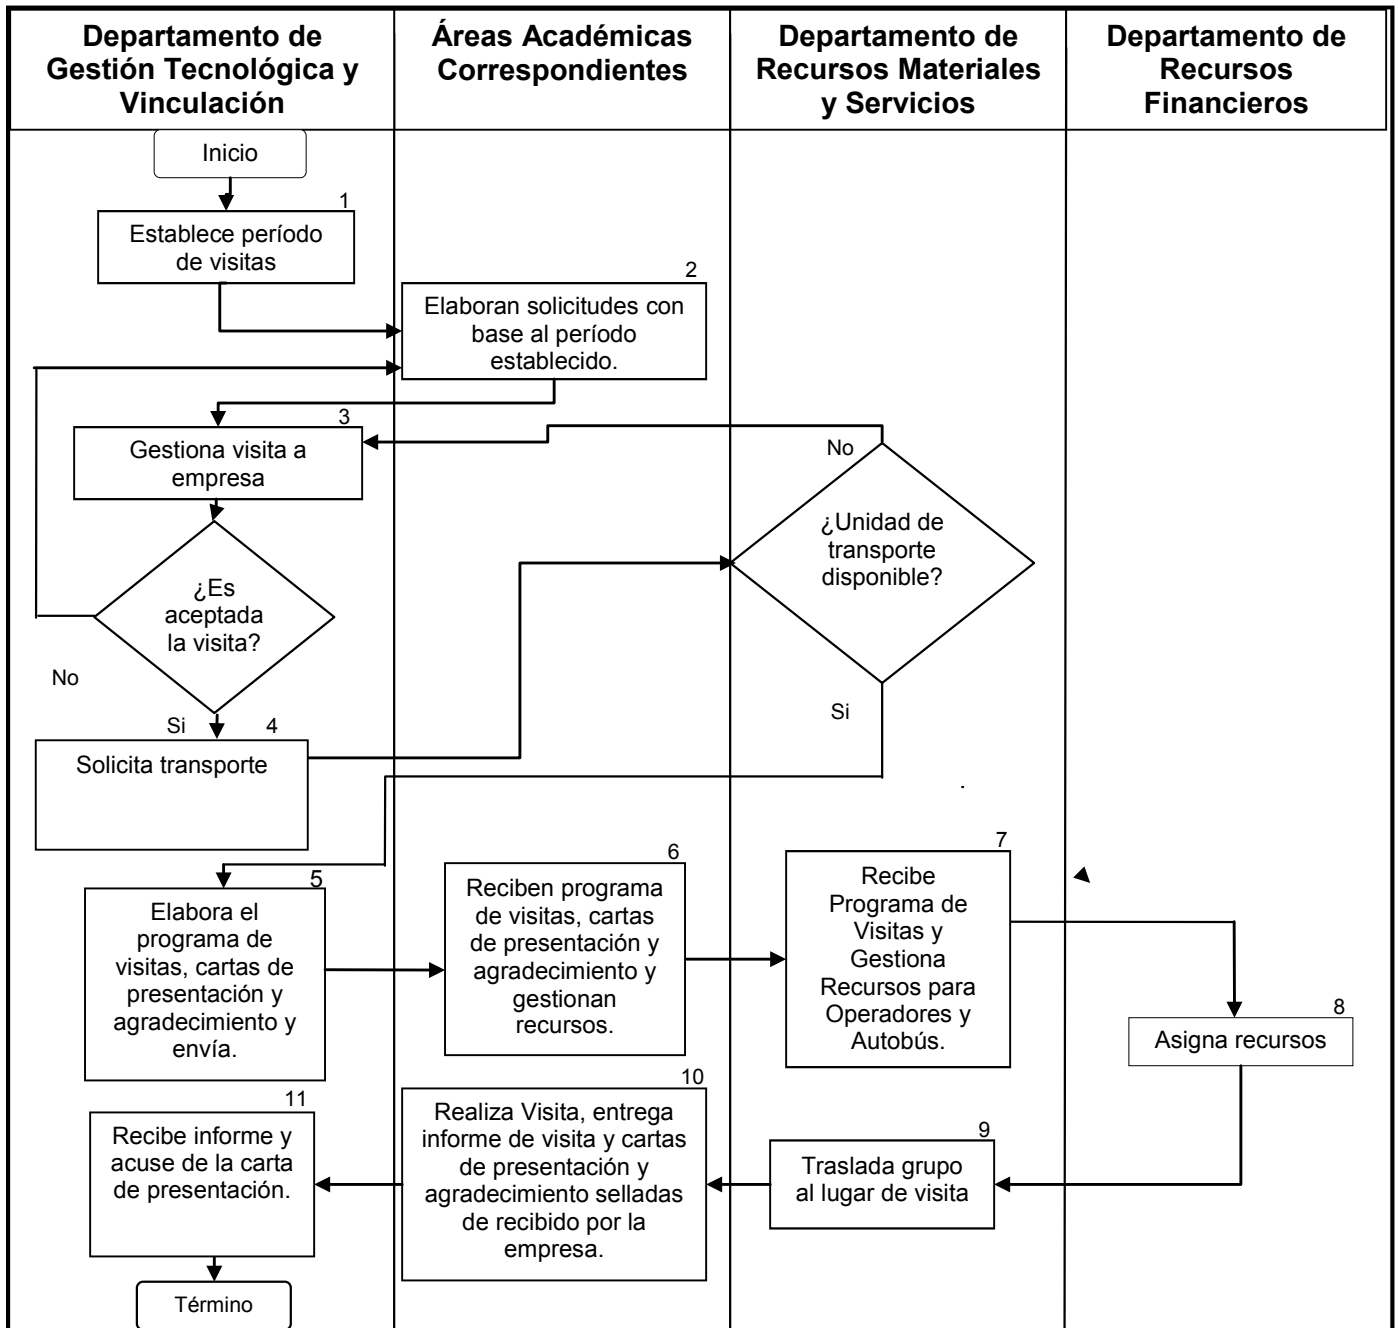 Departamento de
Gestión Tecnológica y
Vinculación
Áreas Académicas
Correspondientes
Departamento de
Recursos Materiales
y Servicios
Departamento de
Recursos
Financieros
Inicio
1
Establece período
de visitas
2
Elaboran solicitudes con
base al período
establecido.
3
Gestiona visita a
empresa
No
¿Unidad de
transporte
disponible?
¿Es
aceptada
la visita?
No
Si
Si
4
Solicita transporte
5
Elabora el
programa de
visitas, cartas de
presentación y
agradecimiento y
envía.
6
Reciben programa
de visitas, cartas
de presentación y
agradecimiento y
gestionan
recursos.
7
Recibe
Programa de
Visitas y
Gestiona
Recursos para
Operadores y
Autobús.
8
Asigna recursos
9
Traslada grupo
al lugar de visita
10
Realiza Visita, entrega
informe de visita y cartas
de presentación y
agradecimiento selladas
de recibido por la
empresa.
11
Recibe informe y
acuse de la carta
de presentación.
Término